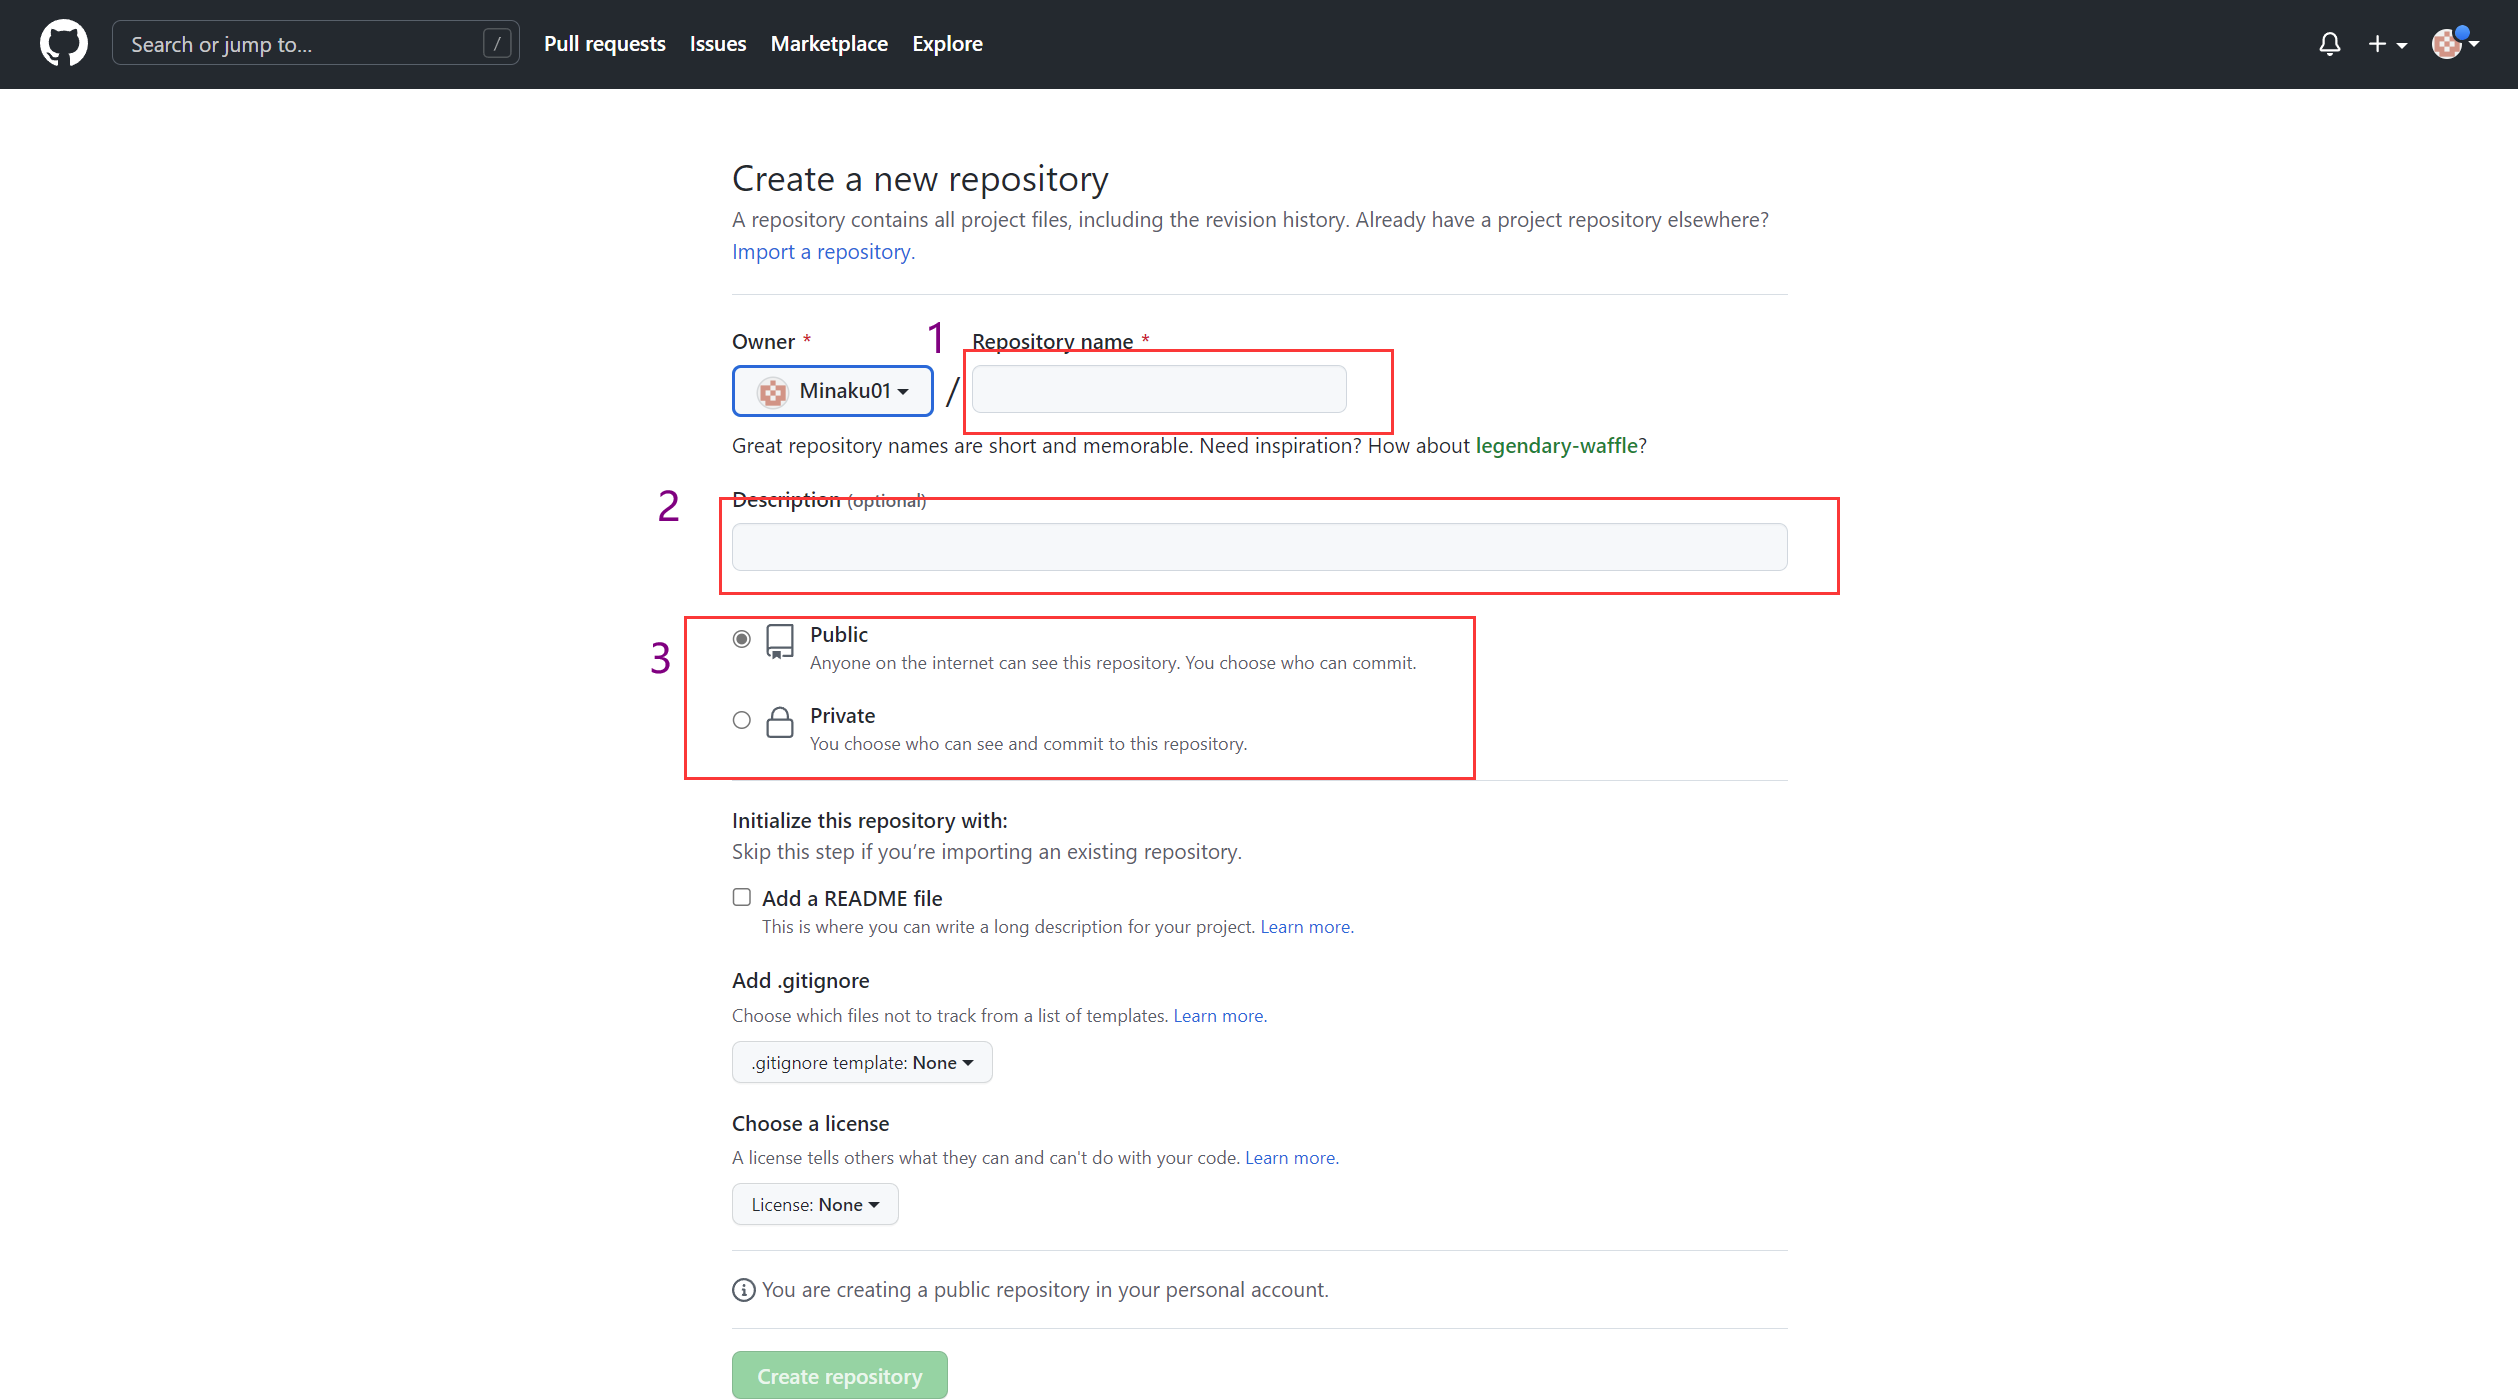 Search or jump to... / Pull requests Issues Marketplace Explore
Create a new repository
A repository contains all project files, including the revision history. Already have a project repository elsewhere?
Import a repository.
Owner * 1 Repository name *
Minaku01 /
Great repository names are short and memorable. Need inspiration? How about legendary-waffle?
2 Description (optional)
3
Public
Anyone on the internet can see this repository. You choose who can commit.
Private
You choose who can see and commit to this repository.
Initialize this repository with:
Skip this step if you’re importing an existing repository.
Add a README file
This is where you can write a long description for your project. Learn more.
Add .gitignore
Choose which files not to track from a list of templates. Learn more.
.gitignore template: None
Choose a license
A license tells others what they can and can't do with your code. Learn more.
License: None
You are creating a public repository in your personal account.
Create repository